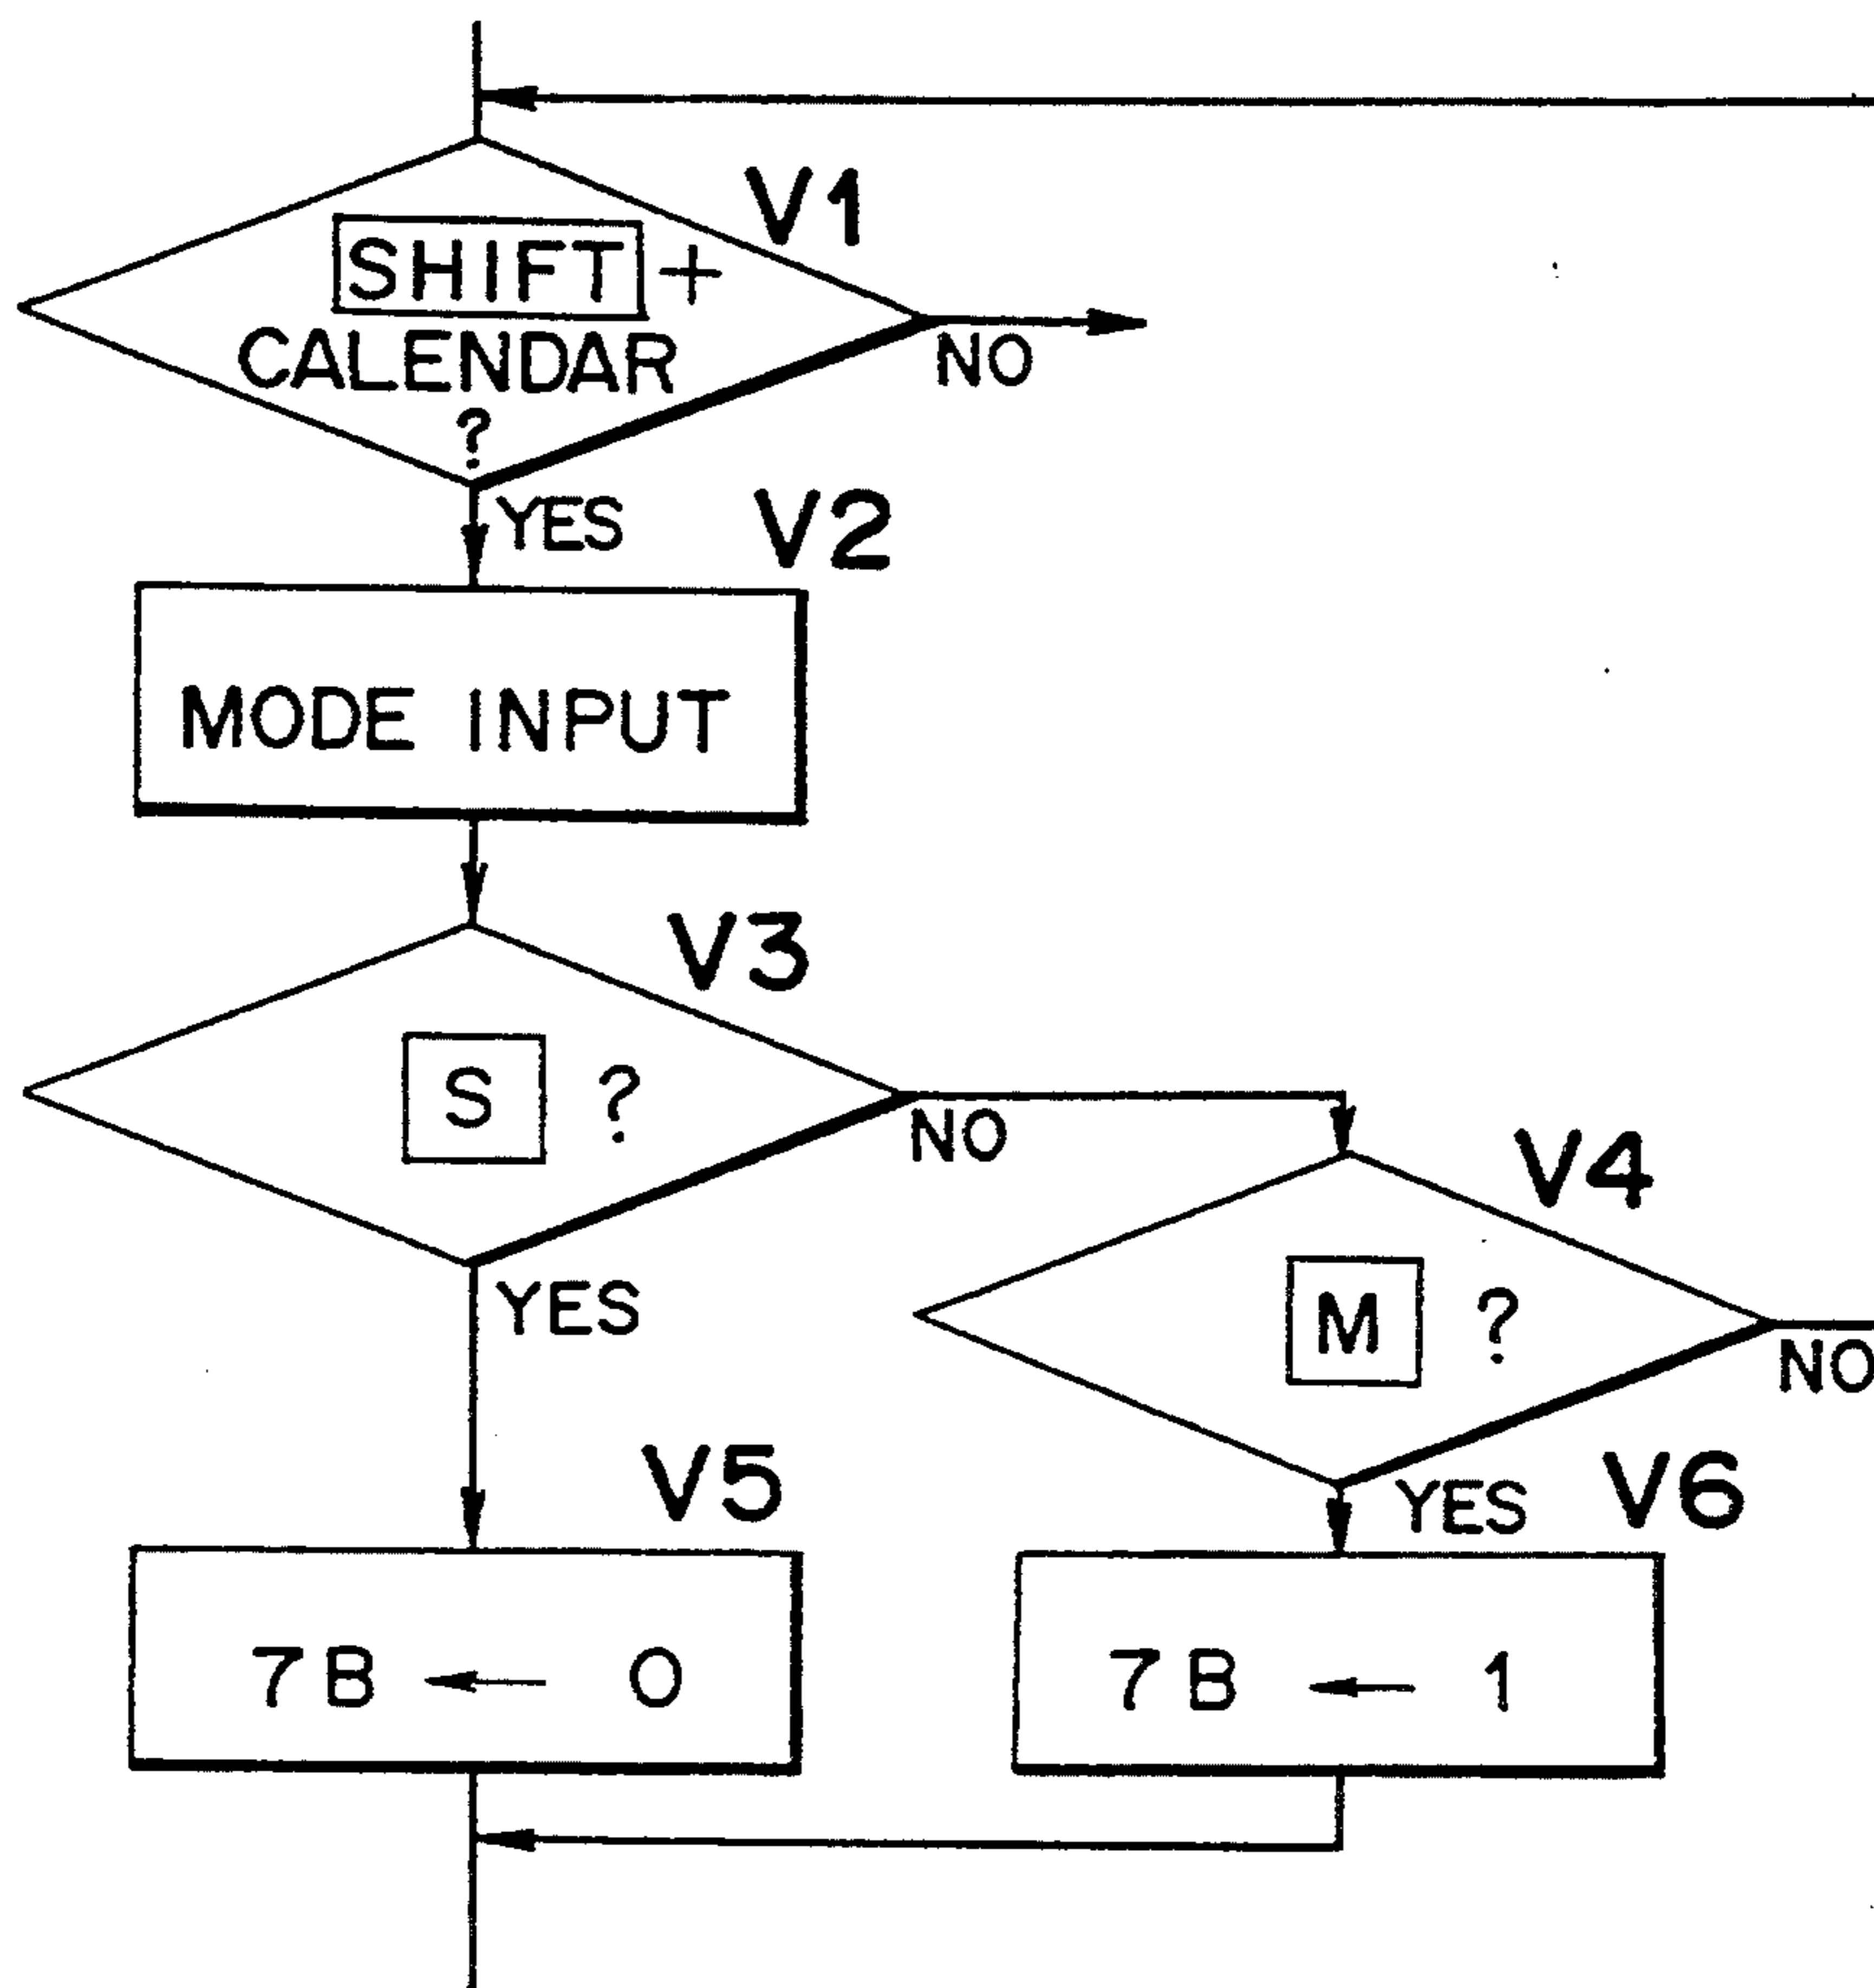 V1
SHIFT +
CALENDAR
?
NO
YES
V2
MODE INPUT
V3
S ?
NO
YES
V4
M ?
NO
YES
V5
7B ← 0
V6
7B ← 1